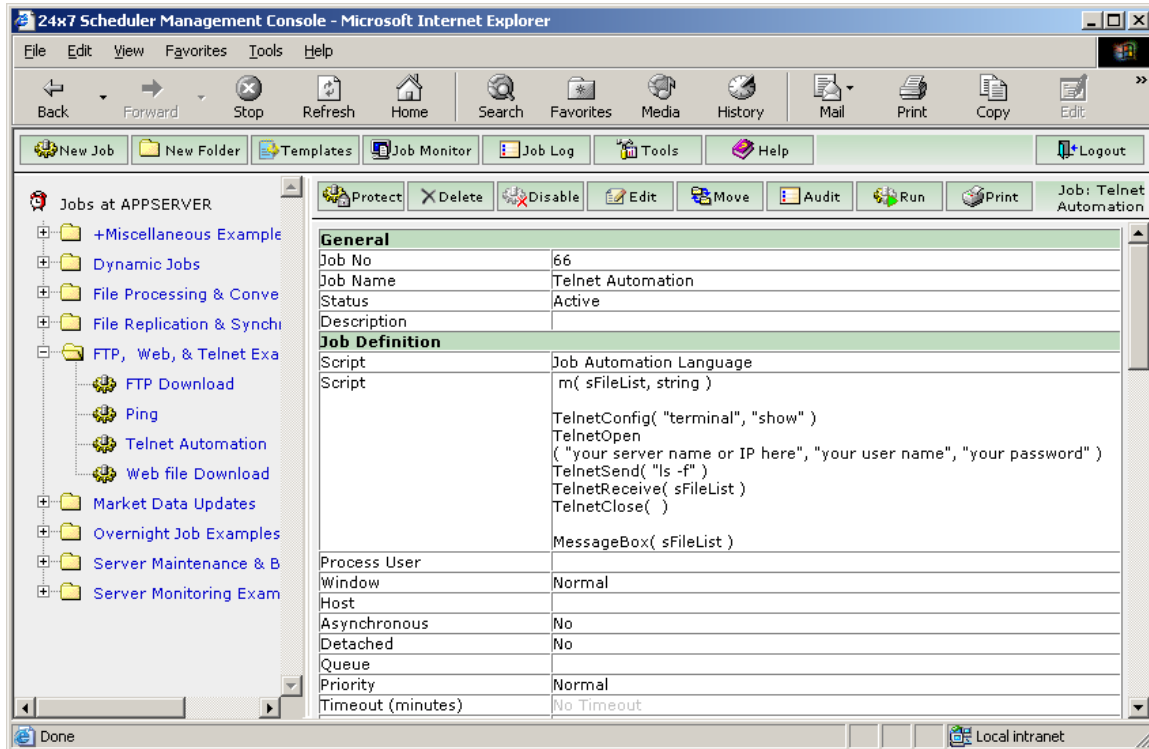 24x7 Scheduler Management Console - Microsoft Internet Explorer
File Edit View Favorites Tools Help
Back Forward Stop Refresh Home Search Favorites Media History Mail Print Copy Edit »
New Job New Folder Templates Job Monitor Job Log Tools Help Logout
Jobs at APPSERVER
+Miscellaneous Example
Dynamic Jobs
File Processing & Conve
File Replication & Synchr
FTP, Web, & Telnet Exa
FTP Download
Ping
Telnet Automation
Web file Download
Market Data Updates
Overnight Job Examples
Server Maintenance & B
Server Monitoring Exam
Protect Delete Disable Edit Move Audit Run Print Job: Telnet
Automation
General
Job No 66
Job Name Telnet Automation
Status Active
Description
Job Definition
Script Job Automation Language
Script m( sFileList, string )
TelnetConfig( "terminal", "show" )
TelnetOpen
( "your server name or IP here", "your user name", "your password" )
TelnetSend( "ls -f" )
TelnetReceive( sFileList )
TelnetClose( )
MessageBox( sFileList )
Process User
Window Normal
Host
Asynchronous No
Detached No
Queue
Priority Normal
Timeout (minutes) No Timeout
Done Local intranet